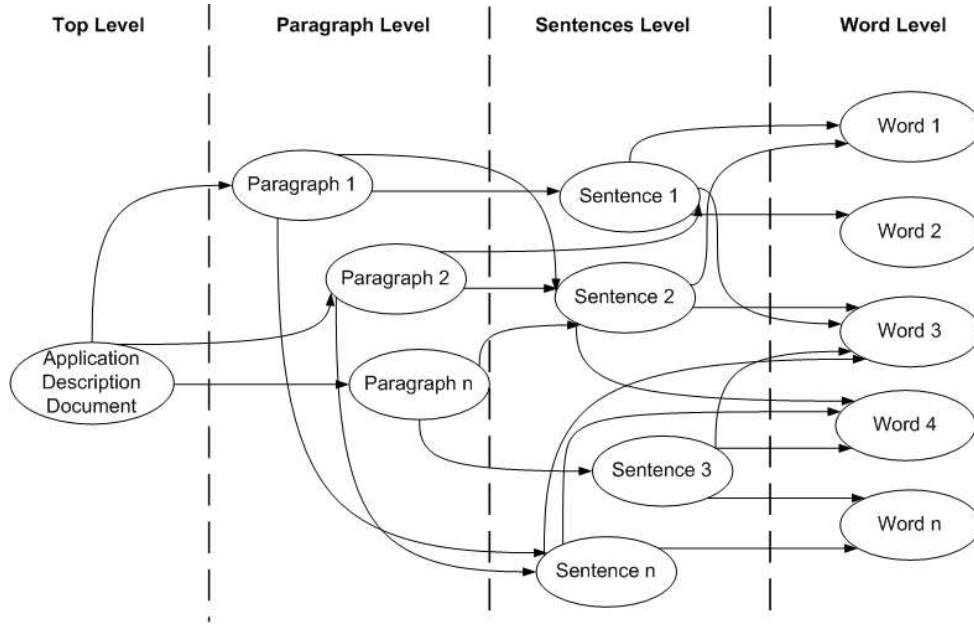 Top Level
Paragraph Level
Sentences Level
Word Level
Word 1
Paragraph 1
Sentence 1
Word 2
Paragraph 2
Sentence 2
Word 3
Application
Description
Document
Paragraph n
Word 4
Sentence 3
Word n
Sentence n